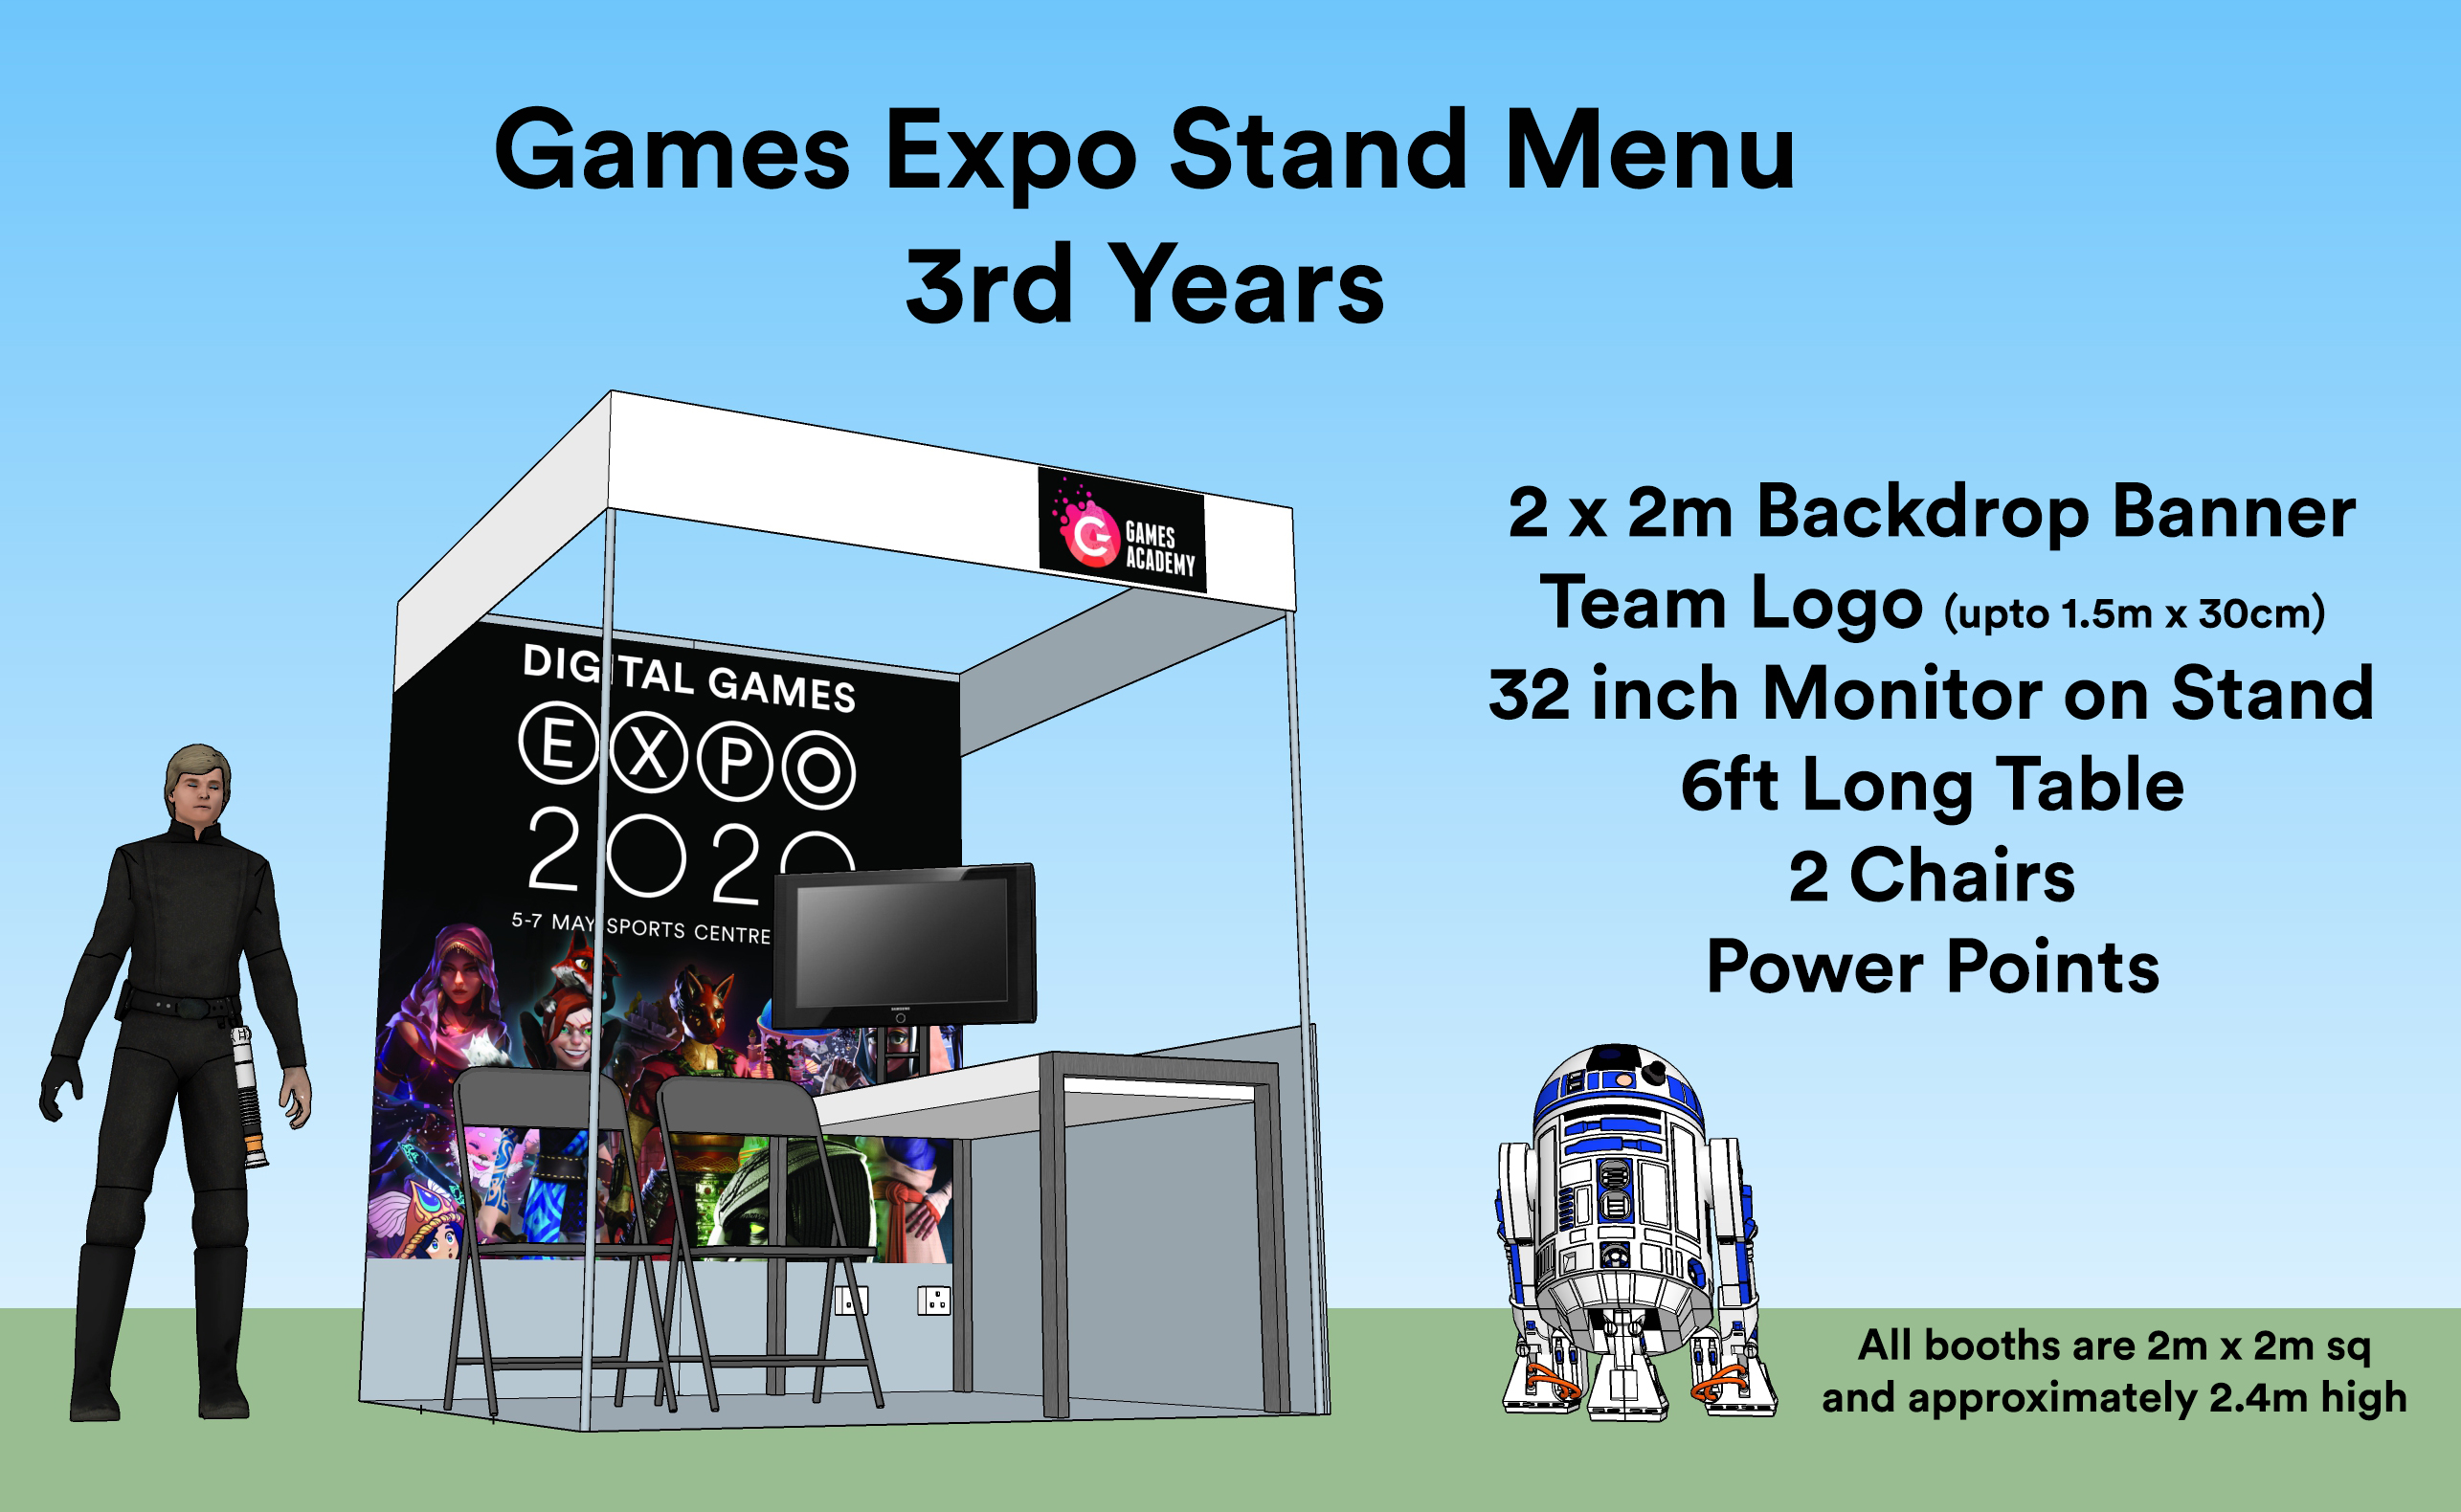 Games Expo Stand Menu
3rd Years
GAMES
ACADEMY
DIGITAL GAMES
EXPO
2020
5-7 MAY SPORTS CENTRE
SAMSUNG
2 x 2m Backdrop Banner
Team Logo (upto 1.5m x 30cm)
32 inch Monitor on Stand
6ft Long Table
2 Chairs
Power Points
All booths are 2m x 2m sq
and approximately 2.4m high